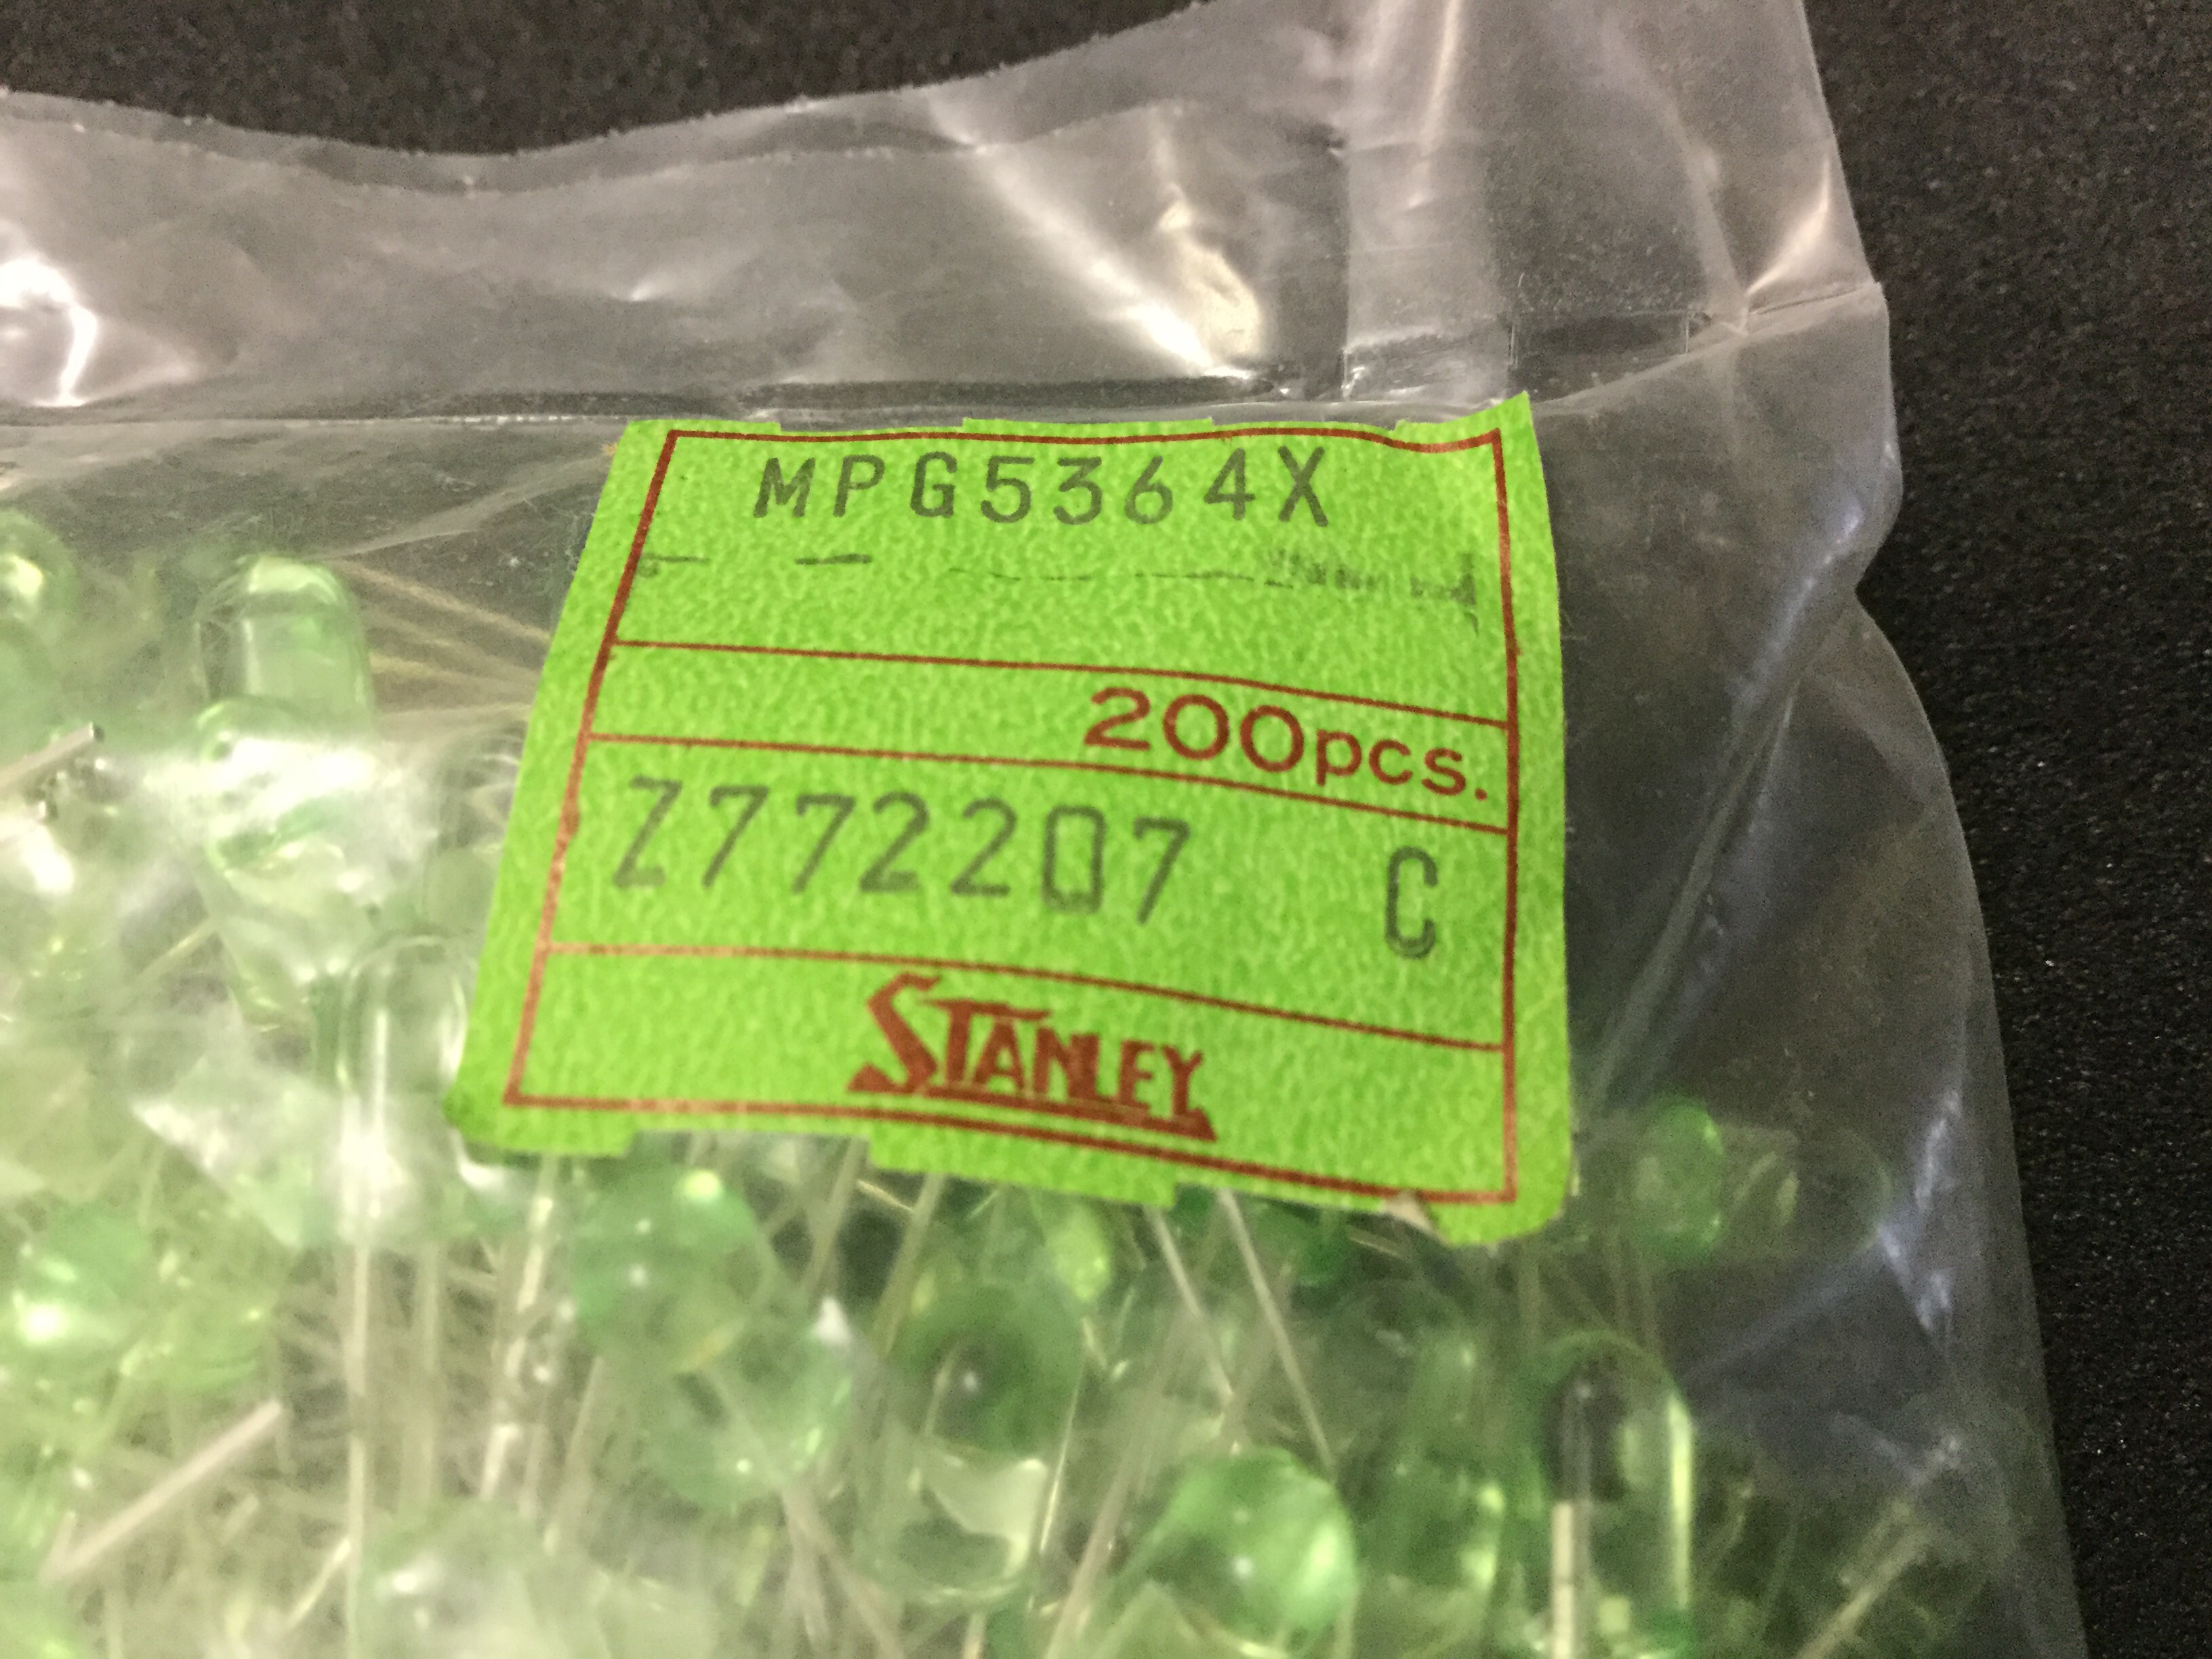 MPG5364X
200pcs.
Z772207 C
STANLEY